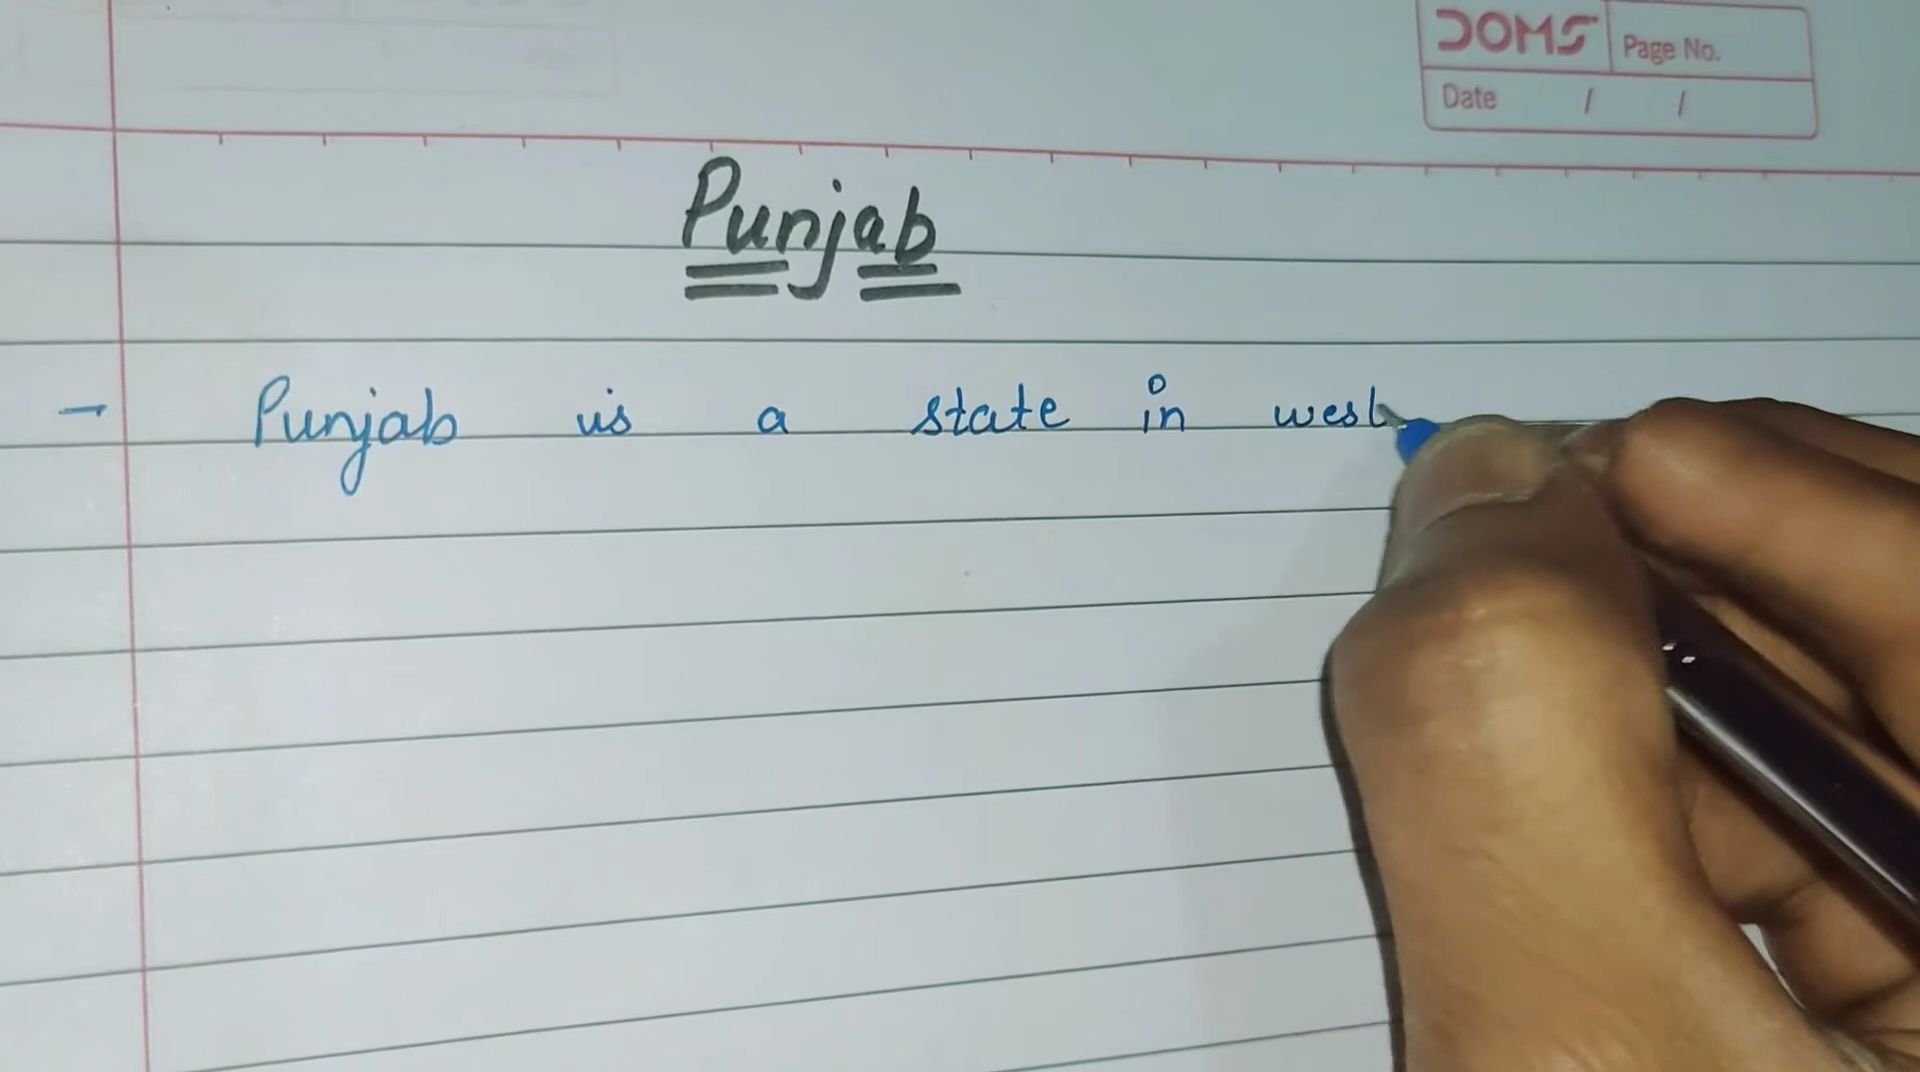 DOMS Page No.
Date / /
Punjab
- Punjab is a state in west